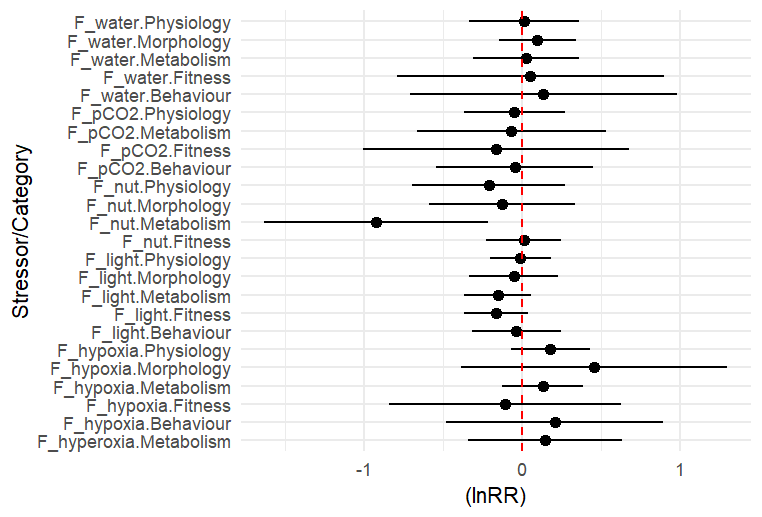 F_water.Physiology
F_water.Morphology
F_water.Metabolism
F_water.Fitness
F_water.Behaviour
F_pCO2.Physiology
F_pCO2.Metabolism
F_pCO2.Fitness
F_pCO2.Behaviour
F_nut.Physiology
F_nut.Morphology
F_nut.Metabolism
F_nut.Fitness
F_light.Physiology
F_light.Morphology
F_light.Metabolism
F_light.Fitness
F_light.Behaviour
F_hypoxia.Physiology
F_hypoxia.Morphology
F_hypoxia.Metabolism
F_hypoxia.Fitness
F_hypoxia.Behaviour
F_hyperoxia.Metabolism
Stressor/Category
-1 0 1
(lnRR)